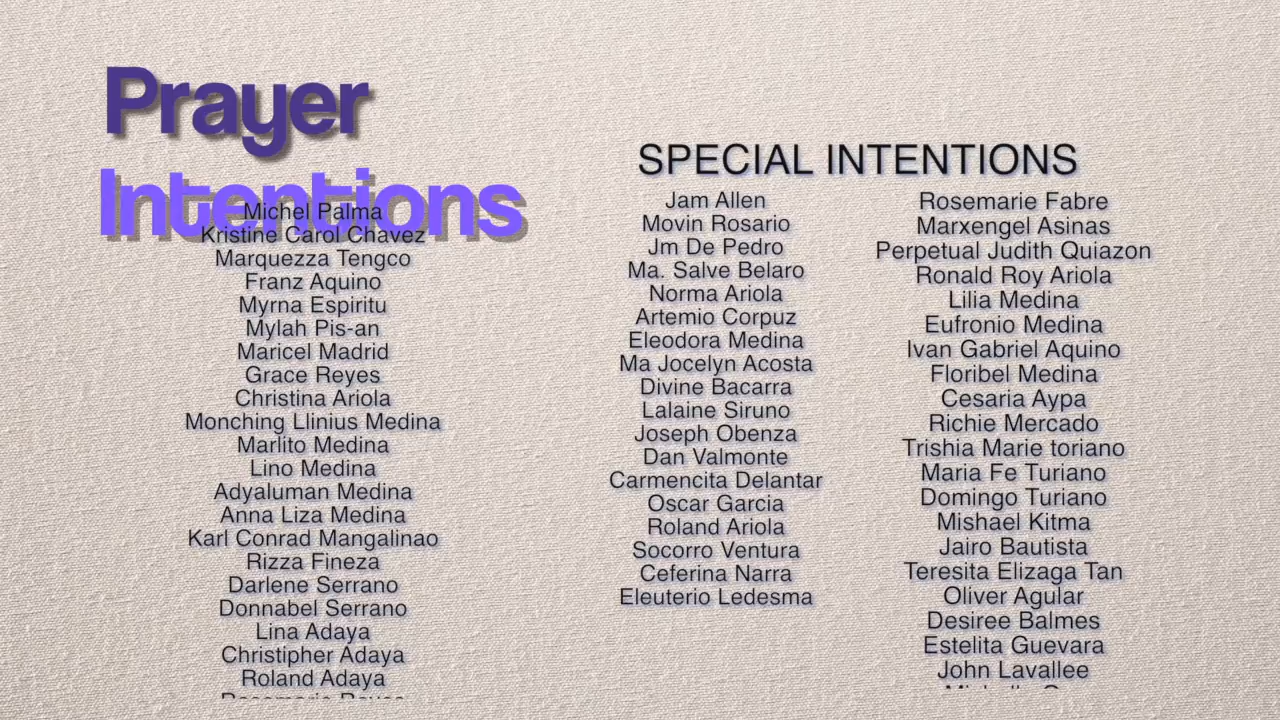 Prayer
Intentions
Michel Palma
Kristine Carol Chavez
Marquezza Tengco
Franz Aquino
Myrna Espiritu
Mylah Pis-an
Maricel Madrid
Grace Reyes
Christina Ariola
Monching Llinius Medina
Marlito Medina
Lino Medina
Adyaluman Medina
Anna Liza Medina
Karl Conrad Mangalinao
Rizza Fineza
Darlene Serrano
Donnabel Serrano
Lina Adaya
Christipher Adaya
Roland Adaya
SPECIAL INTENTIONS
Jam Allen
Movin Rosario
Jm De Pedro
Ma. Salve Belaro
Norma Ariola
Artemio Corpuz
Eleodora Medina
Ma Jocelyn Acosta
Divine Bacarra
Lalaine Siruno
Joseph Obenza
Dan Valmonte
Carmencita Delantar
Oscar Garcia
Roland Ariola
Socorro Ventura
Ceferina Narra
Eleuterio Ledesma
Rosemarie Fabre
Marxengel Asinas
Perpetual Judith Quiazon
Ronald Roy Ariola
Lilia Medina
Eufronio Medina
Ivan Gabriel Aquino
Floribel Medina
Cesaria Aypa
Richie Mercado
Trishia Marie toriano
Maria Fe Turiano
Domingo Turiano
Mishael Kitma
Jairo Bautista
Teresita Elizaga Tan
Oliver Agular
Desiree Balmes
Estelita Guevara
John Lavallee